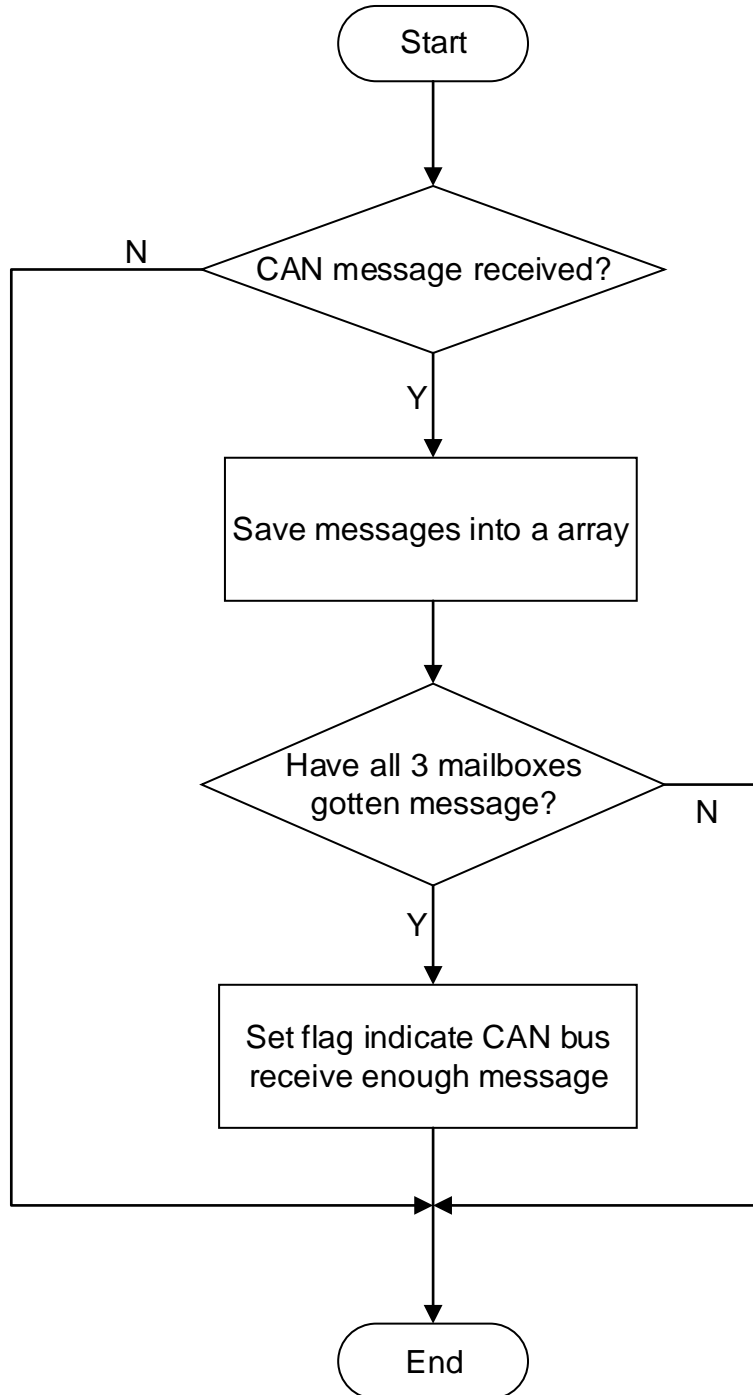 Start
N
CAN message received?
Y
Save messages into a array
Have all 3 mailboxes
gotten message?
N
Y
Set flag indicate CAN bus
receive enough message
End